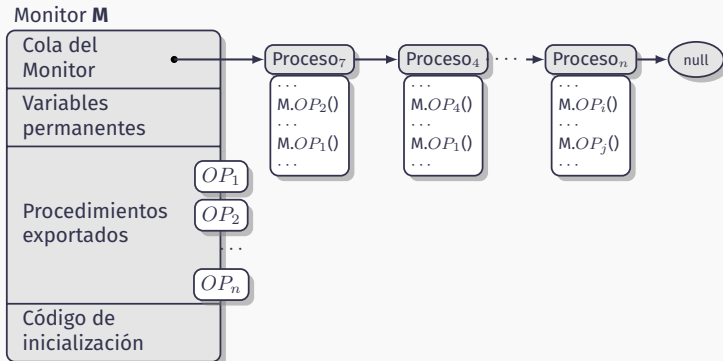 Monitor M
Cola del
Monitor
Variables
permanentes
Procedimientos
exportados
Código de
inicialización
OP₁
OP₂
...
OPₙ
Proceso₇
...
M.OP₂()
...
M.OP₁()
...
Proceso₄
...
M.OP₄()
...
M.OP₁()
...
...
Procesoₙ
...
M.OPᵢ()
...
M.OPⱼ()
...
null